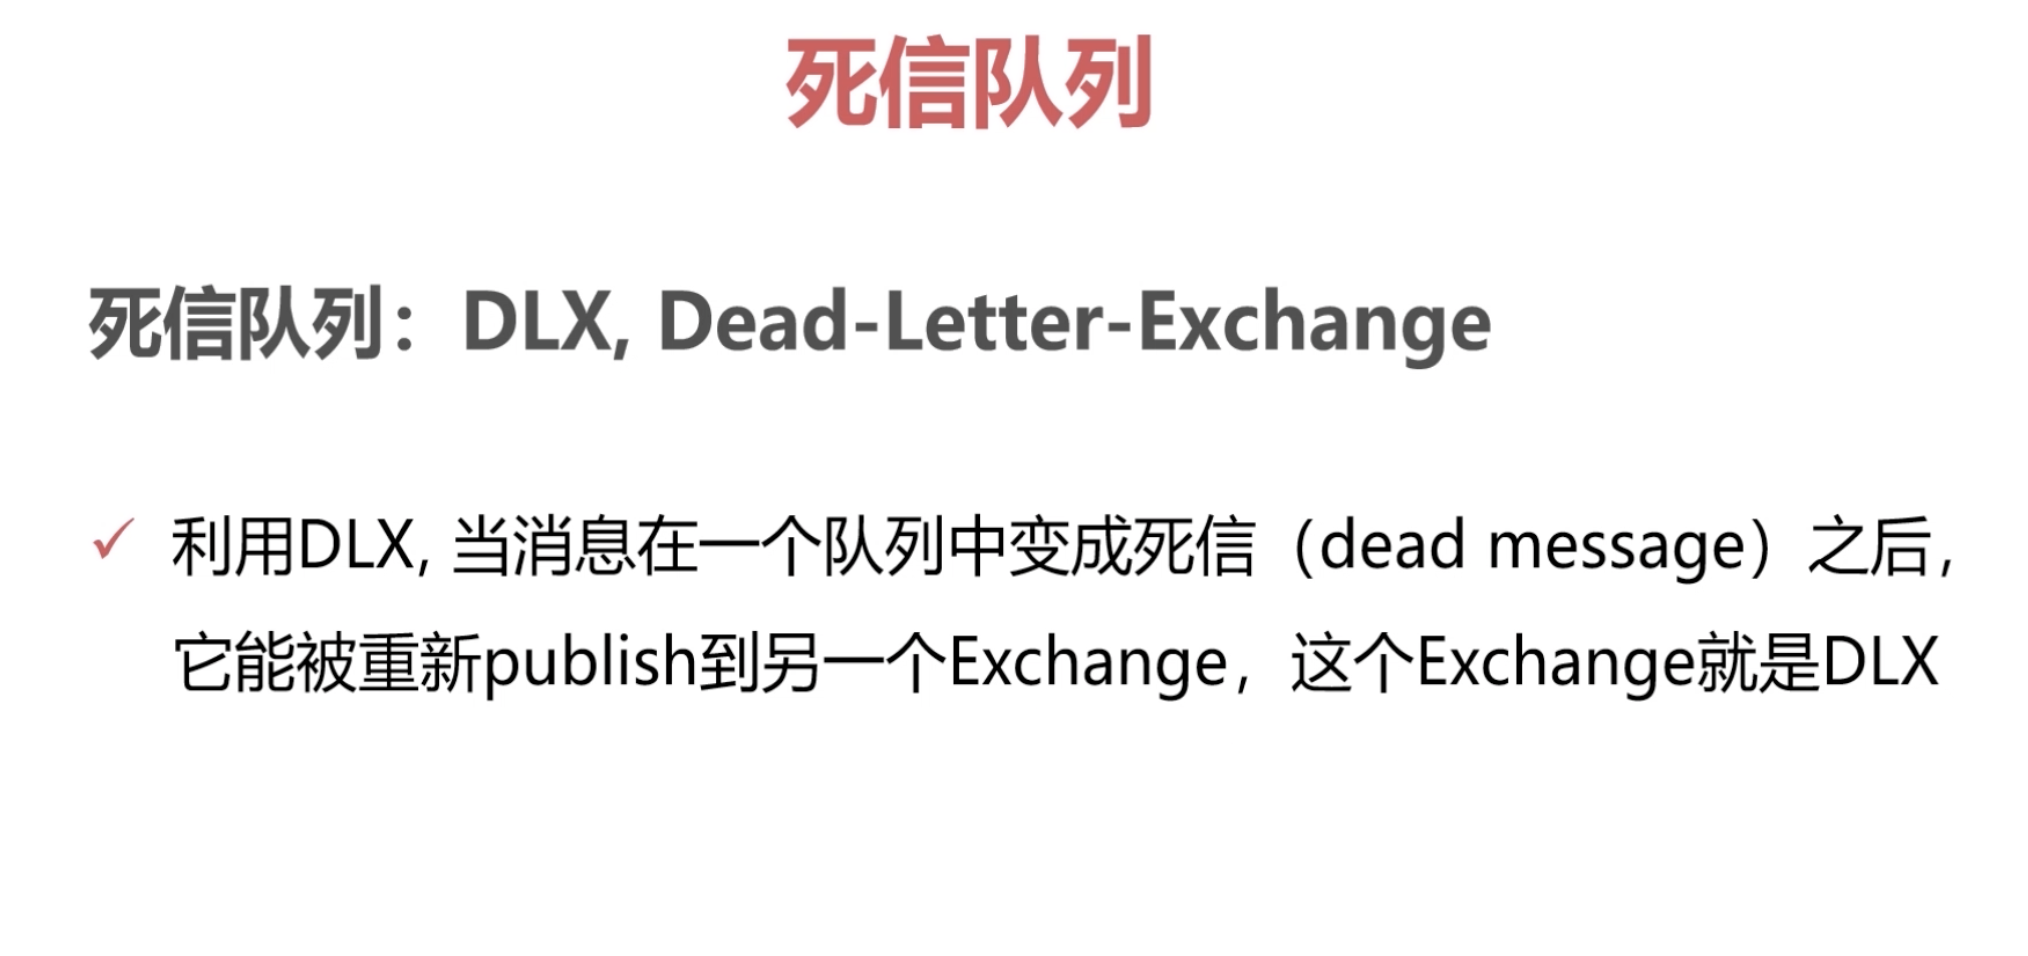 死信队列
死信队列：DLX, Dead-Letter-Exchange
利用DLX, 当消息在一个队列中变成死信（dead message）之后，
它能被重新publish到另一个Exchange，这个Exchange就是DLX